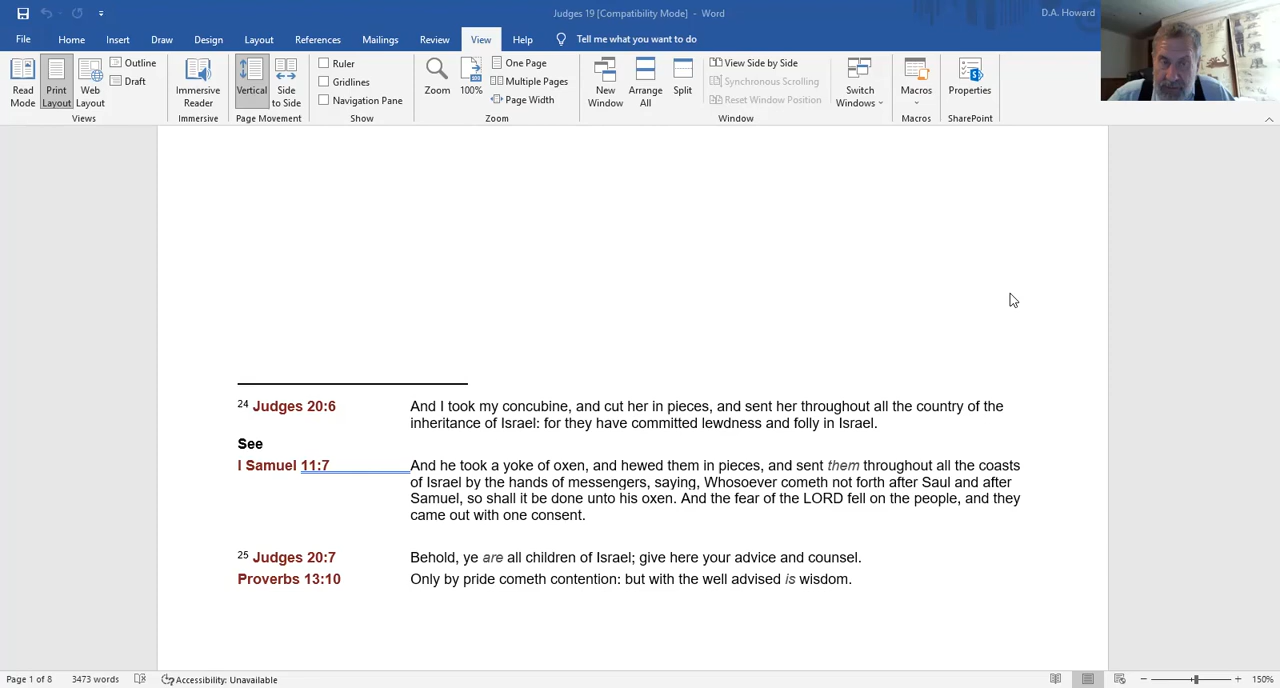 Judges 19 [Compatibility Mode] - Word
D.A. Howard
File Home Insert Draw Design Layout References Mailings Review View Help Tell me what you want to do
Read Mode
Print Layout
Web Layout
Outline
Draft
Views
Immersive Reader
Immersive
Vertical
Side to Side
Page Movement
Ruler
Gridlines
Navigation Pane
Show
Zoom
100%
One Page
Multiple Pages
Page Width
Zoom
New Window
Arrange All
Split
View Side by Side
Synchronous Scrolling
Reset Window Position
Window
Switch Windows
Macros
Macros
Properties
SharePoint
24 Judges 20:6 And I took my concubine, and cut her in pieces, and sent her throughout all the country of the
inheritance of Israel: for they have committed lewdness and folly in Israel.
See
I Samuel 11:7 And he took a yoke of oxen, and hewed them in pieces, and sent them throughout all the coasts
of Israel by the hands of messengers, saying, Whosoever cometh not forth after Saul and after
Samuel, so shall it be done unto his oxen. And the fear of the LORD fell on the people, and they
came out with one consent.
25 Judges 20:7 Behold, ye are all children of Israel; give here your advice and counsel.
Proverbs 13:10 Only by pride cometh contention: but with the well advised is wisdom.
Page 1 of 8 3473 words Accessibility: Unavailable 150%